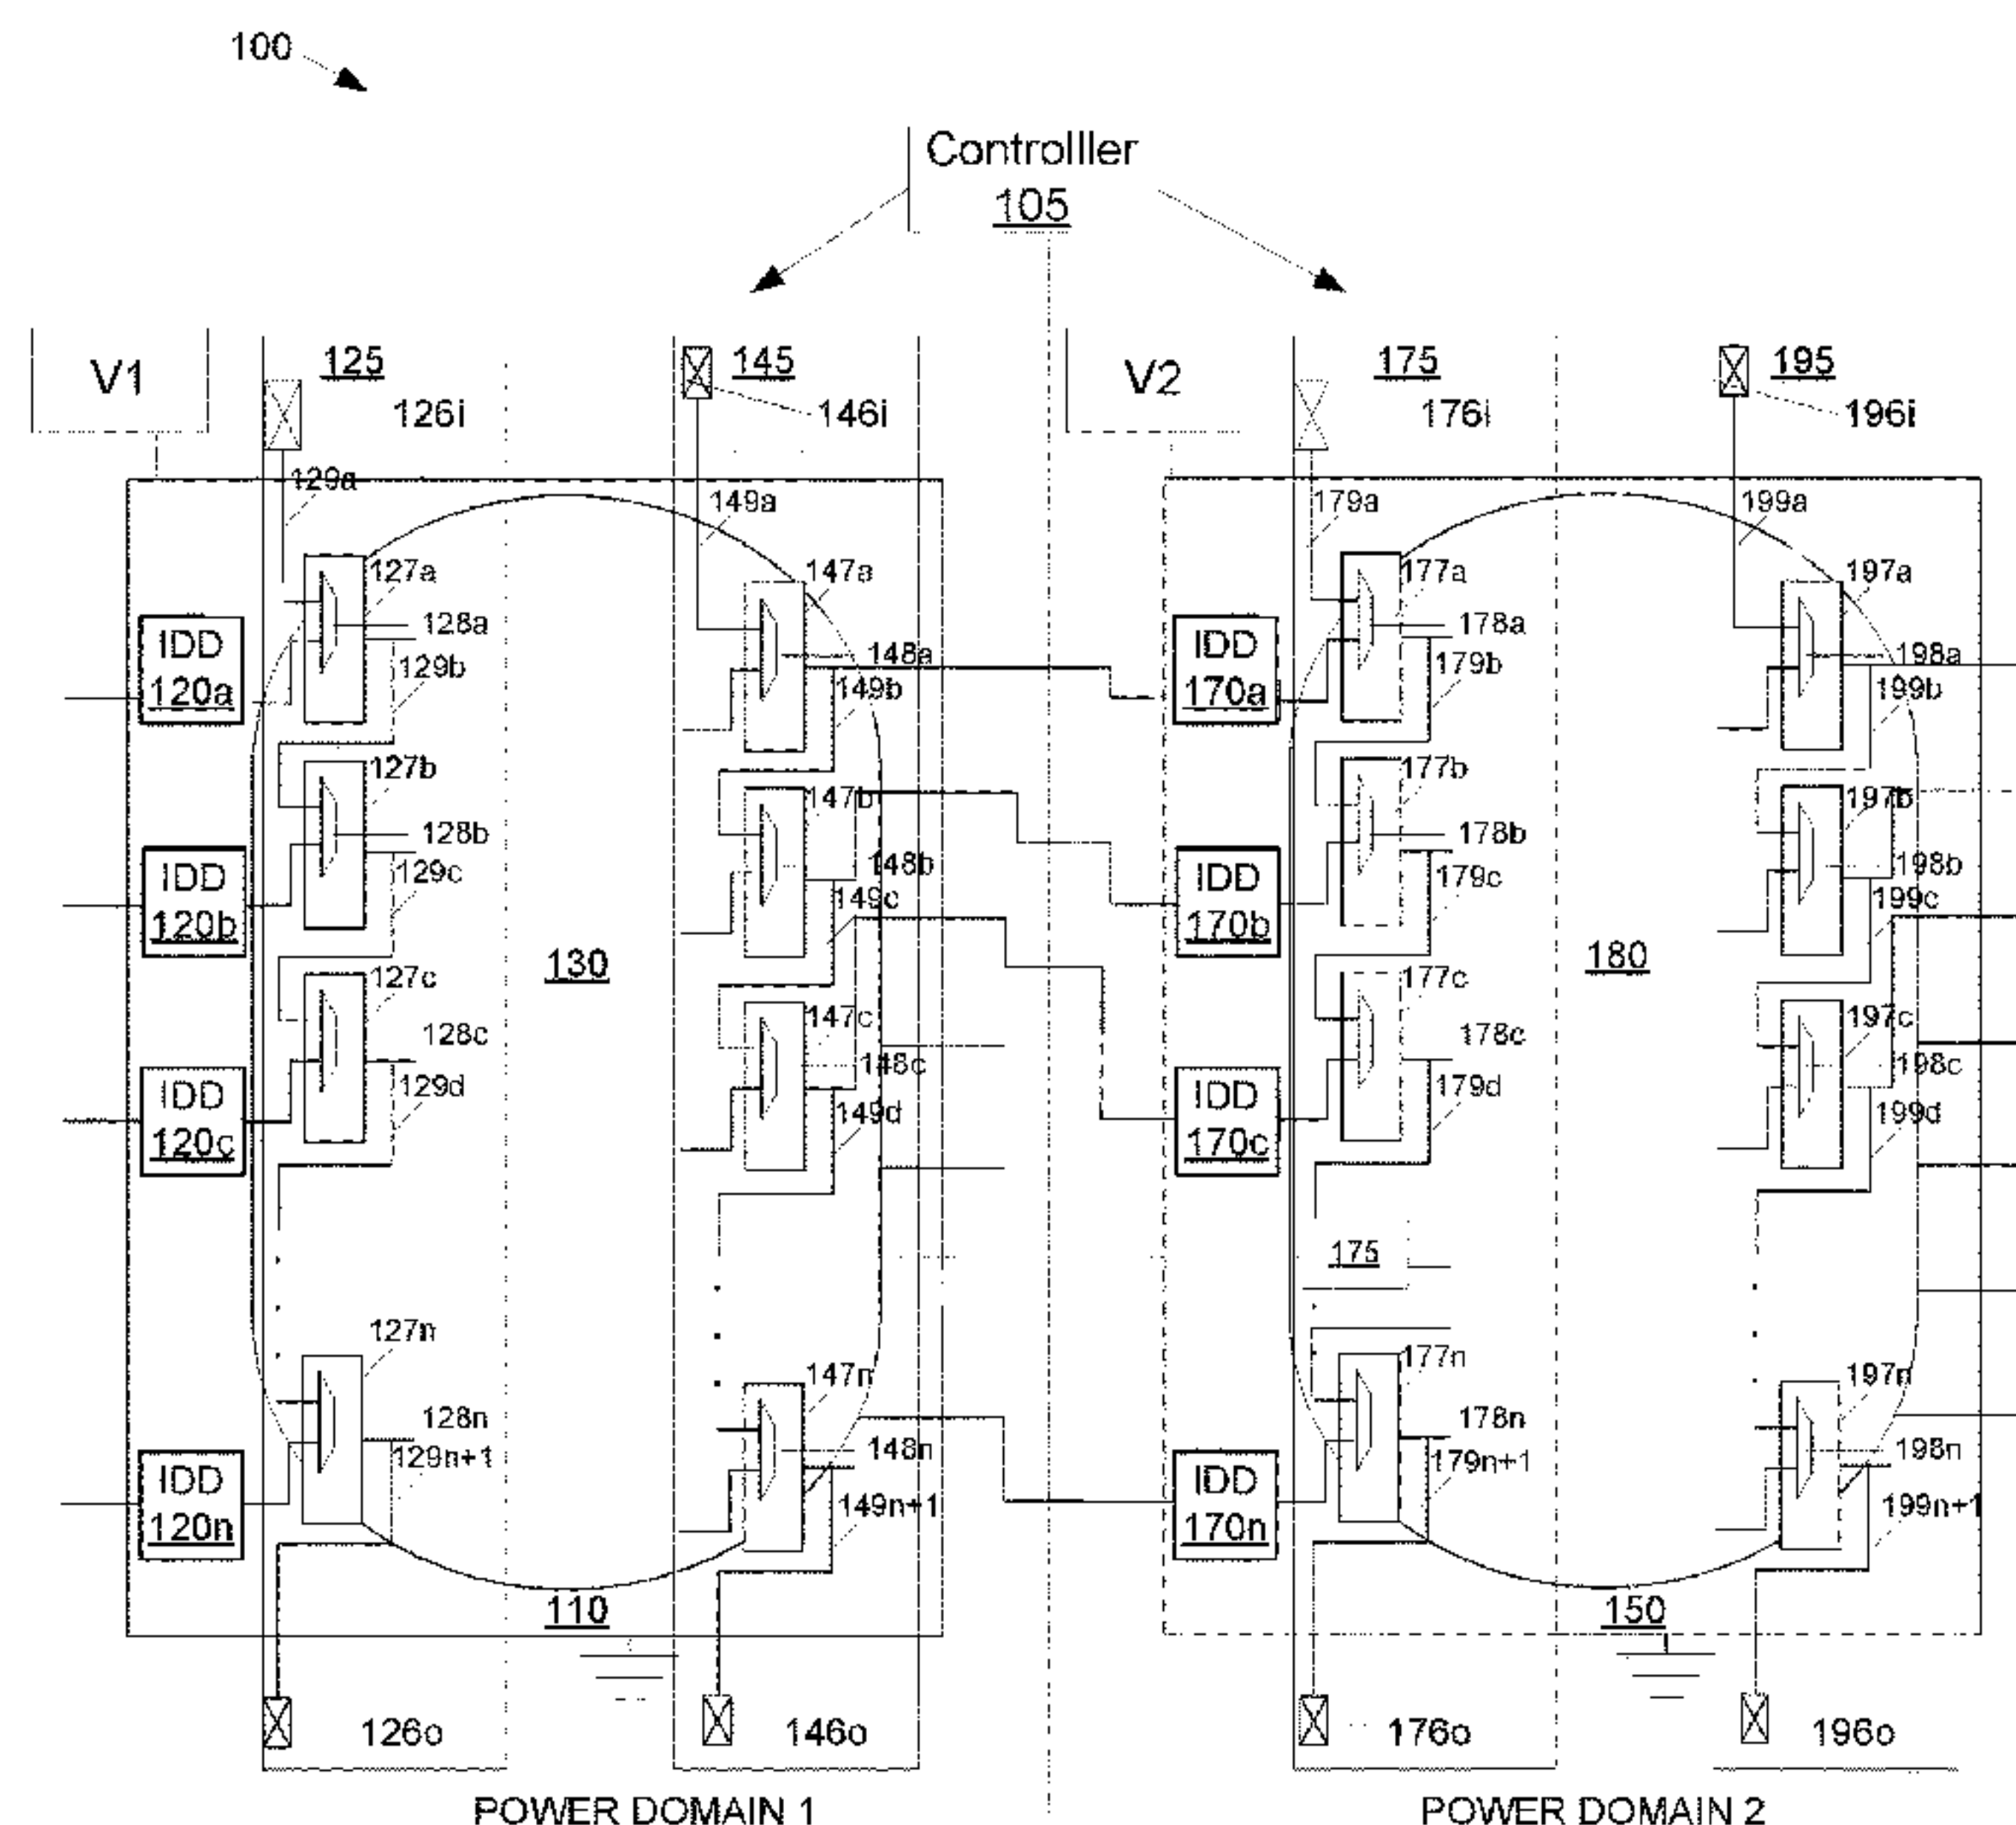 100
Controlller
105
V1
125
126i
145
146i
V2
175
176i
195
196i
129a
149a
179a
199a
127a
128a
129b
147a
148a
149b
177a
178a
179b
197a
198a
199b
IDD
120a
IDD
170a
127b
128b
129c
147b
148b
149c
177b
178b
179c
197b
198b
199c
IDD
120b
130
IDD
170b
180
127c
128c
129d
147c
148c
149d
177c
178c
179d
197c
198c
199d
IDD
120c
IDD
170c
175
127n
128n
129n+1
147n
148n
149n+1
177n
178n
179n+1
197n
198n
199n+1
IDD
120n
IDD
170n
110
150
126o
146o
176o
196o
POWER DOMAIN 1
POWER DOMAIN 2